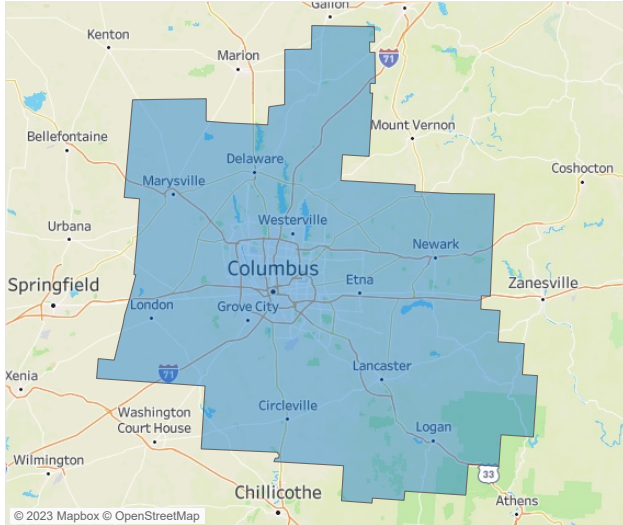 Galion
Kenton
Marion
71
Mount Vernon
Bellefontaine
Delaware
Coshocton
Marysville
Urbana
Westerville
Newark
Columbus
Springfield
Etna
Zanesville
London
Grove City
Lancaster
71
Xenia
Circleville
Washington
Court House
Logan
Wilmington
33
Chillicothe
Athens
© 2023 Mapbox © OpenStreetMap